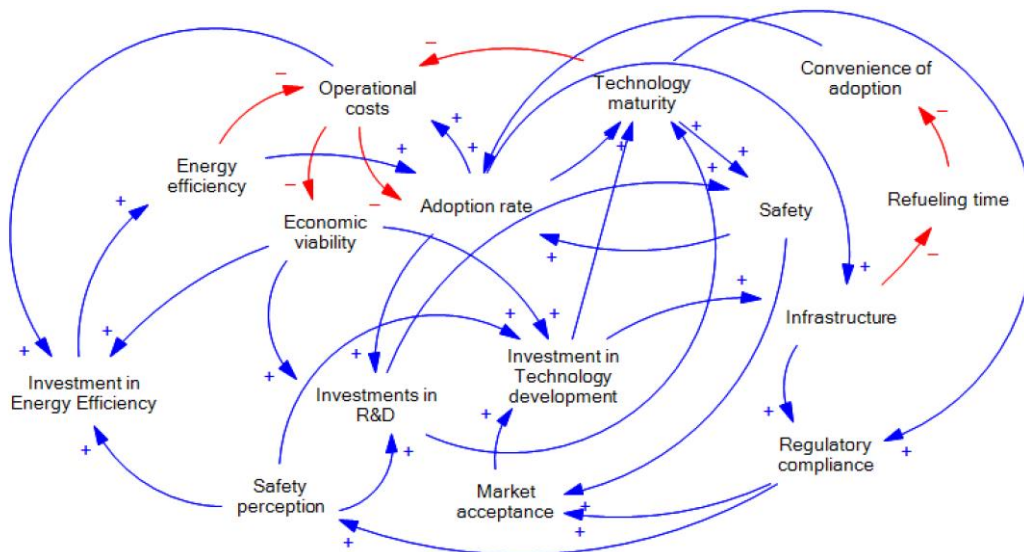 Operational
costs
Technology
maturity
Convenience of
adoption
Energy
efficiency
Adoption rate
Economic
viability
Safety
Refueling time
Infrastructure
Investment in
Energy Efficiency
Investments in
R&D
Investment in
Technology
development
Regulatory
compliance
Safety
perception
Market
acceptance